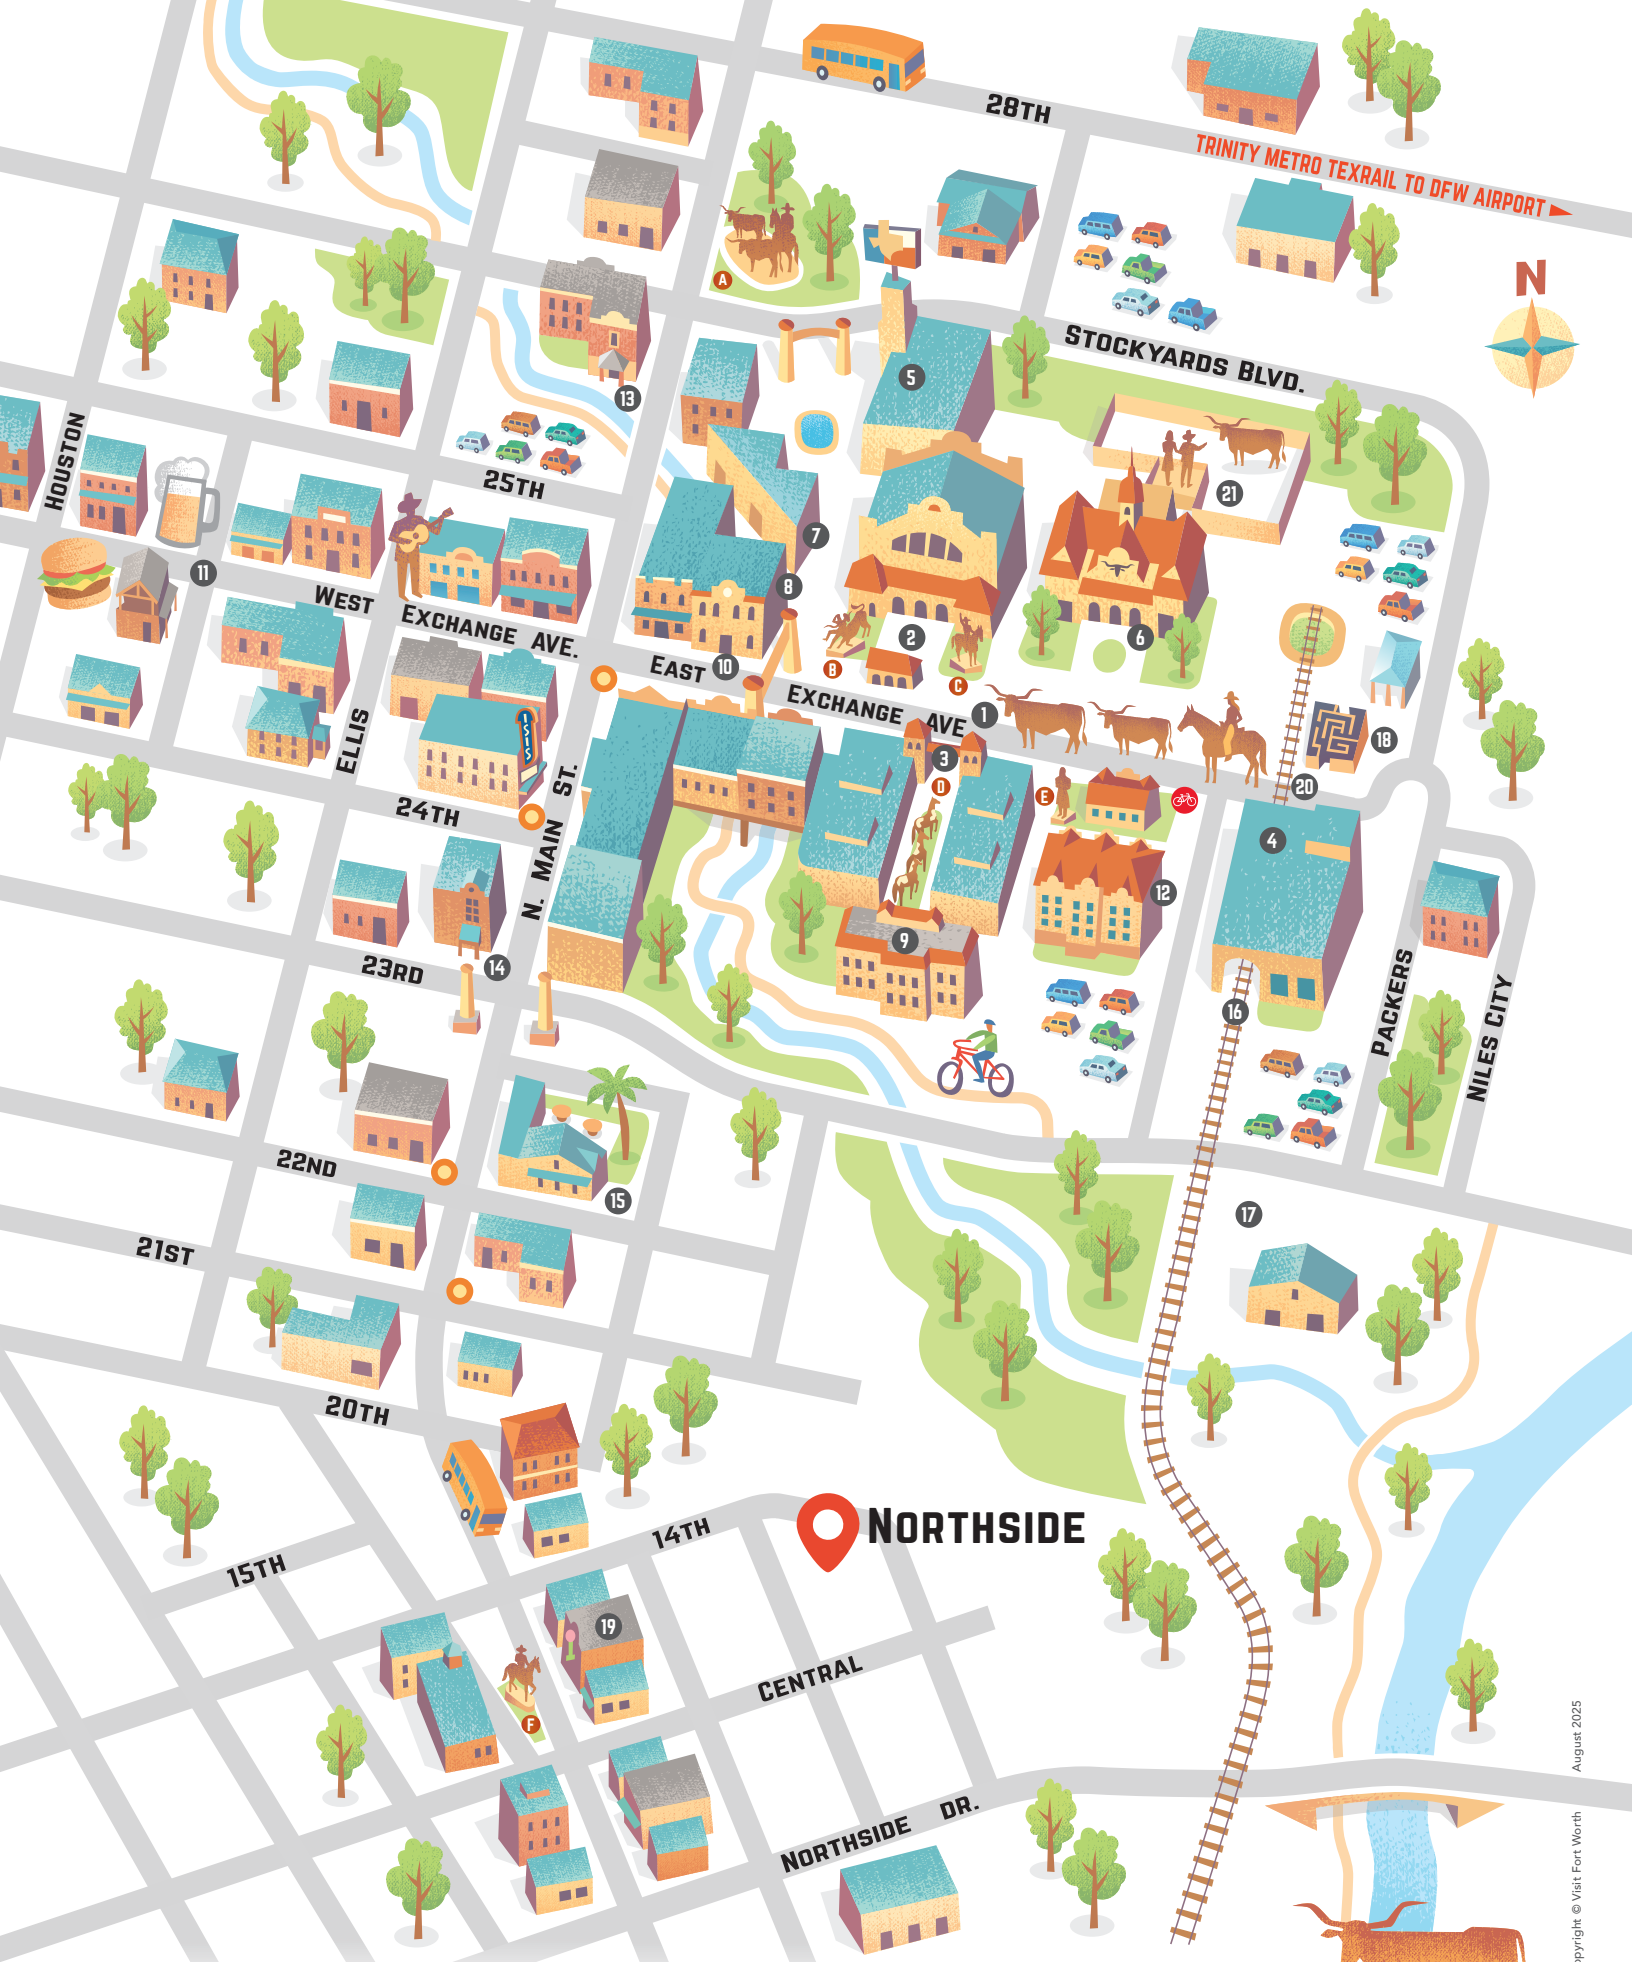 28TH
TRINITY METRO TEXRAIL TO DFW AIRPORT
A
N
STOCKYARDS BLVD.
5
13
HOUSTON
25TH
21
7
11
8
WEST EXCHANGE AVE.
2
6
10
EAST EXCHANGE AVE
B
C
1
ISIS
ELLIS
18
3
D
E
20
24TH
N. MAIN ST.
4
12
9
14
23RD
16
PACKERS
NILES CITY
22ND
15
17
21ST
20TH
14TH
NORTHSIDE
15TH
19
CENTRAL
F
NORTHSIDE DR.
opyright © Visit Fort Worth August 2025